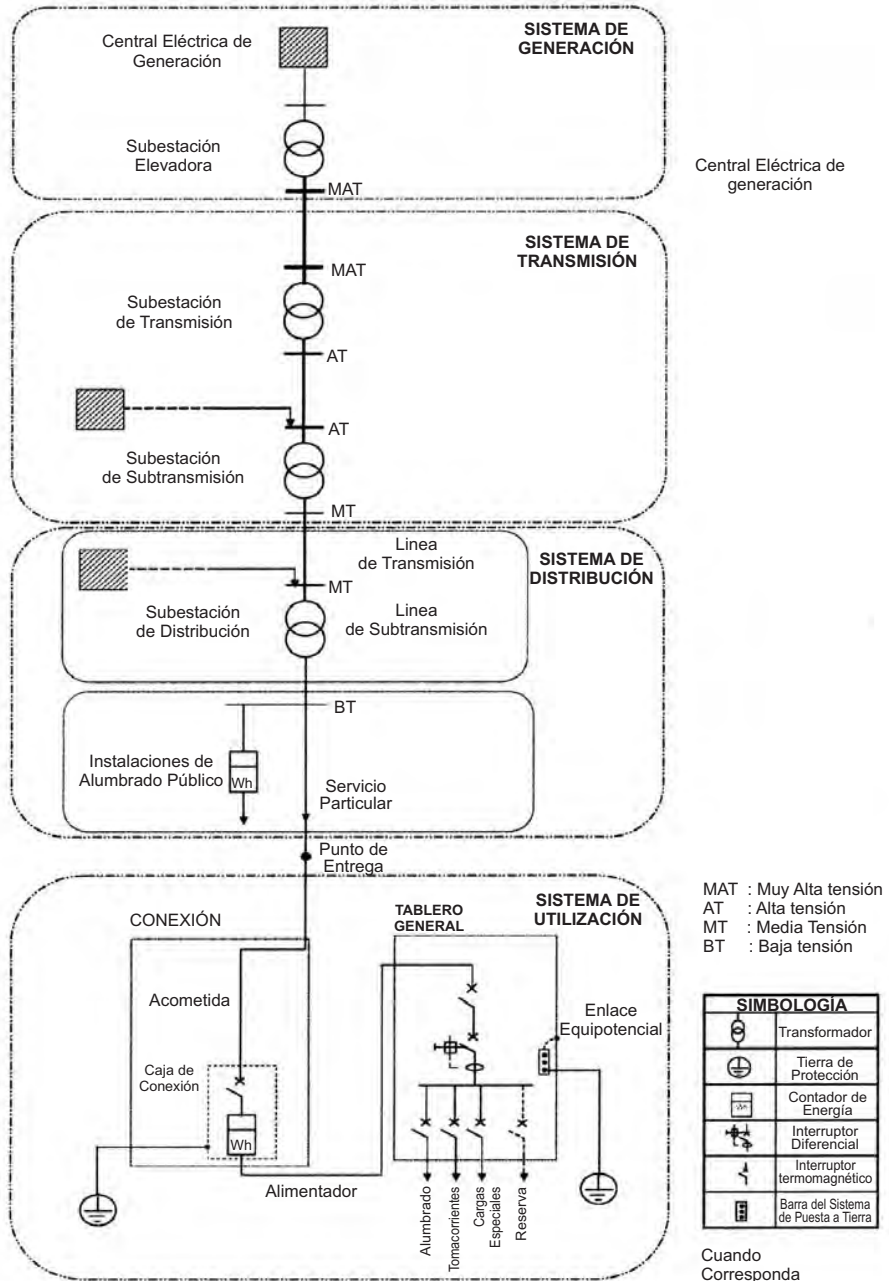 SISTEMA DE
GENERACIÓN
Central Eléctrica de
Generación
Subestación
Elevadora
MAT
Central Eléctrica de
generación
SISTEMA DE
TRANSMISIÓN
MAT
Subestación
de Transmisión
AT
AT
Subestación
de Subtransmisión
MT
SISTEMA DE
DISTRIBUCIÓN
Linea
de Transmisión
MT
Subestación
de Distribución
Linea
de Subtransmisión
BT
Instalaciones de
Alumbrado Público
Wh
Servicio
Particular
Punto de
Entrega
SISTEMA DE
UTILIZACIÓN
CONEXIÓN
TABLERO
GENERAL
Acometida
Enlace
Equipotencial
Caja de
Conexión
Wh
Alimentador
Alumbrado
Tomacorrientes
Cargas
Especiales
Reserva
MAT : Muy Alta tensión
AT : Alta tensión
MT : Media Tensión
BT : Baja tensión
SIMBOLOGÍA
Transformador
Tierra de
Protección
Wh
Contador de
Energía
Interruptor
Diferencial
Interruptor
termomagnético
Barra del Sistema
de Puesta a Tierra
Cuando
Corresponda